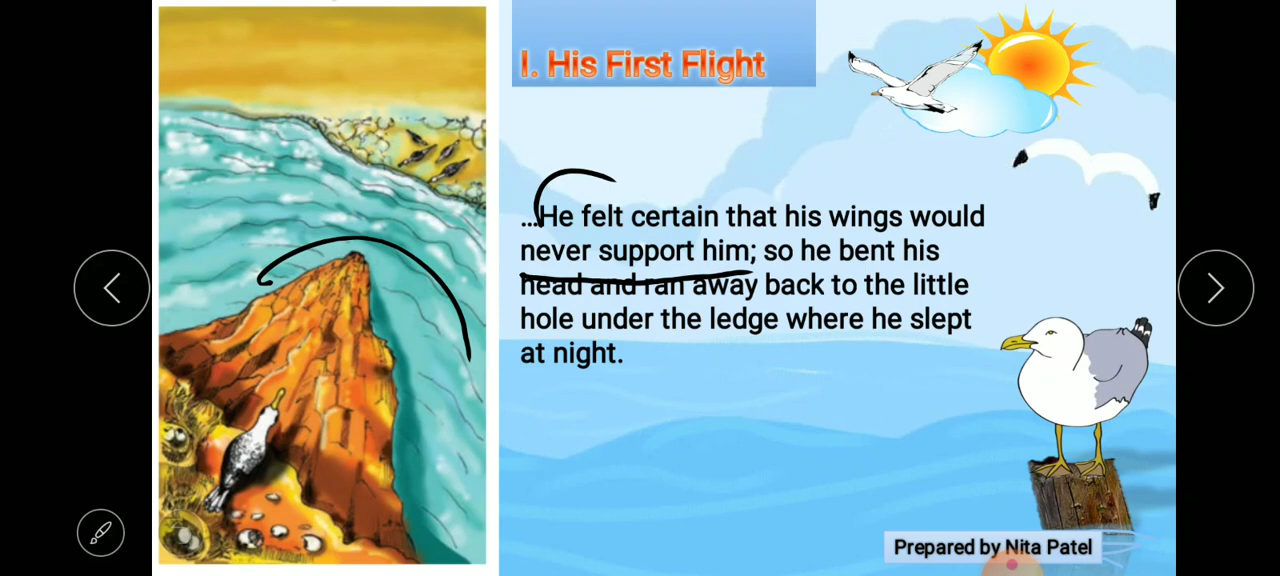 I. His First Flight
...He felt certain that his wings would
never support him; so he bent his
head and ran away back to the little
hole under the ledge where he slept
at night.
Prepared by Nita Patel